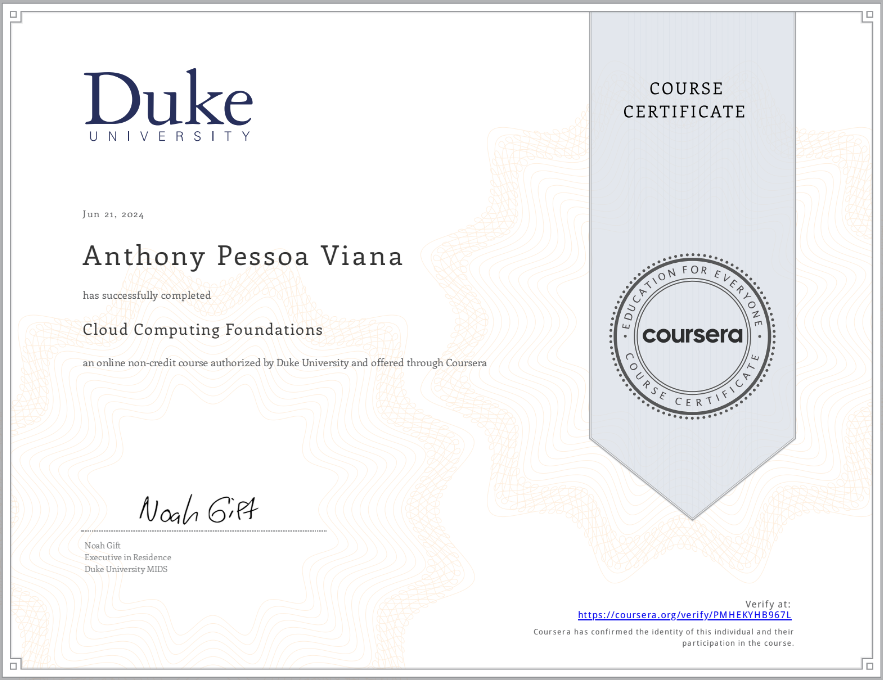 Duke
UNIVERSITY
COURSE
CERTIFICATE
Jun 21, 2024
Anthony Pessoa Viana
has successfully completed
Cloud Computing Foundations
an online non-credit course authorized by Duke University and offered through Coursera
EDUCATION FOR EVERYONE
coursera
COURSE CERTIFICATE
Noah Gift
Noah Gift
Executive in Residence
Duke University MIDS
Verify at:
https://coursera.org/verify/PMHEKYHB967L
Coursera has confirmed the identity of this individual and their
participation in the course.